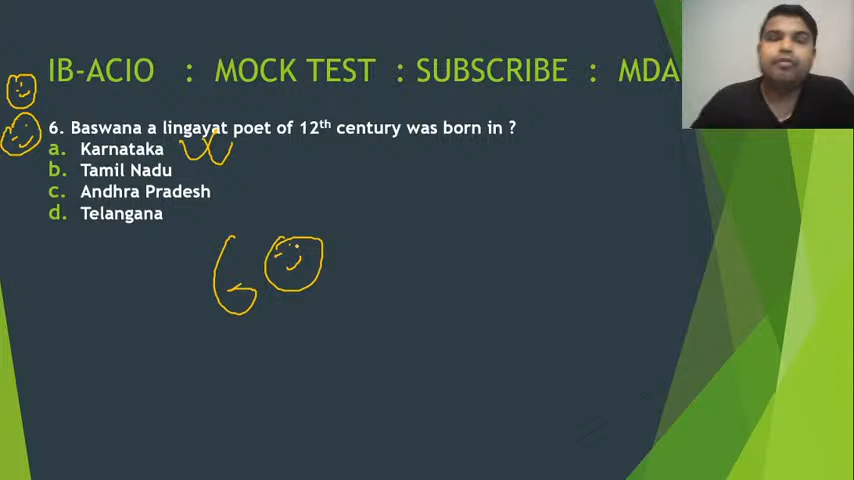 IB-ACIO : MOCK TEST : SUBSCRIBE : MDA
6. Baswana a lingayat poet of 12th century was born in ?
a. Karnataka
b. Tamil Nadu
c. Andhra Pradesh
d. Telangana
6